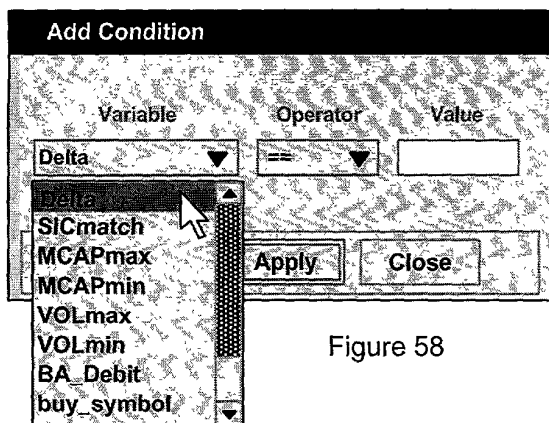 Add Condition
Variable Operator Value
Delta ==
Delta
SICmatch
MCAPmax
MCAPmin
VOLmax
VOLmin
BA_Debit
buy_symbol
Apply Close
Figure 58